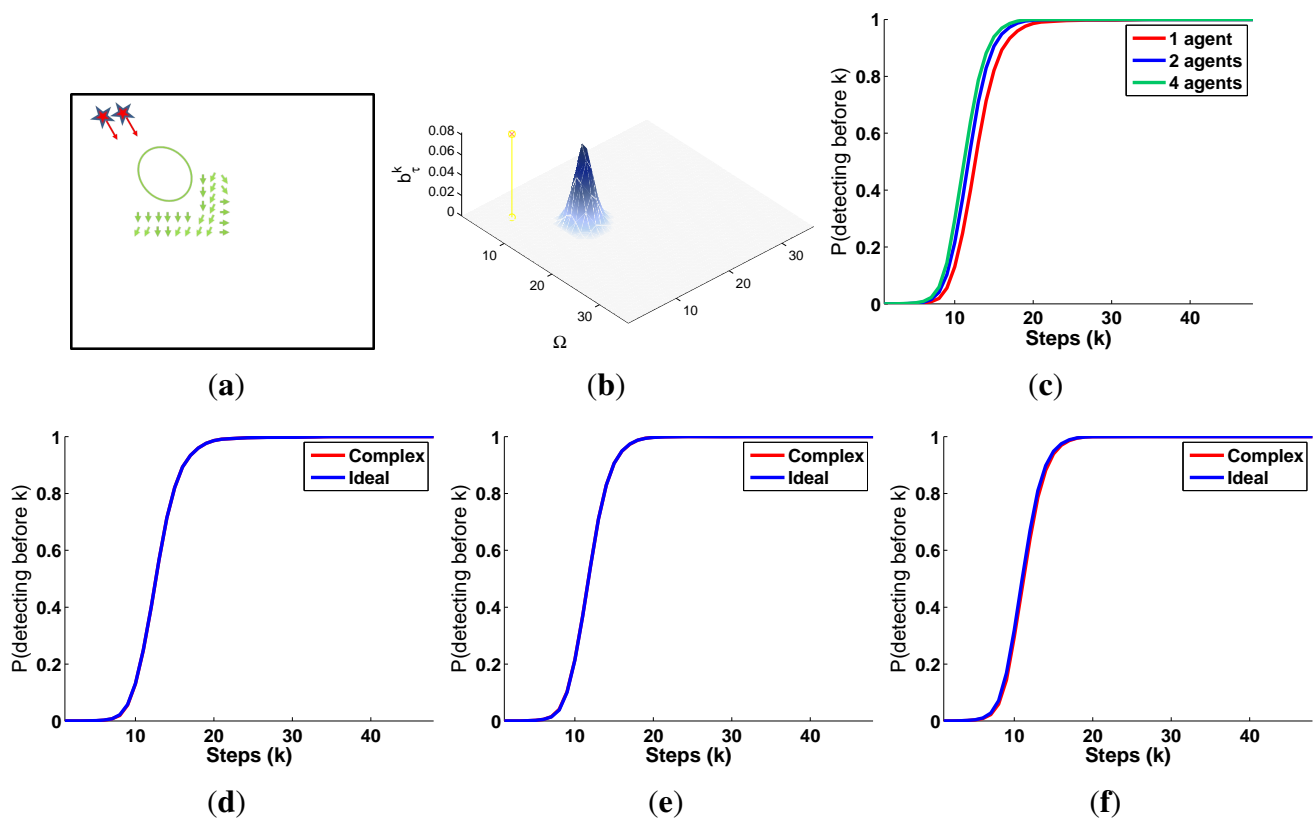 0.08
0.06
0.04
0.02
0
b_τ^k
10
20
30
10
20
30
Ω
P(detecting before k)
1
0.8
0.6
0.4
0.2
0
10
20
30
40
Steps (k)
1 agent
2 agents
4 agents
(a)
(b)
(c)
P(detecting before k)
1
0.8
0.6
0.4
0.2
0
10
20
30
40
Steps (k)
Complex
Ideal
P(detecting before k)
1
0.8
0.6
0.4
0.2
0
10
20
30
40
Steps (k)
Complex
Ideal
P(detecting before k)
1
0.8
0.6
0.4
0.2
0
10
20
30
40
Steps (k)
Complex
Ideal
(d)
(e)
(f)